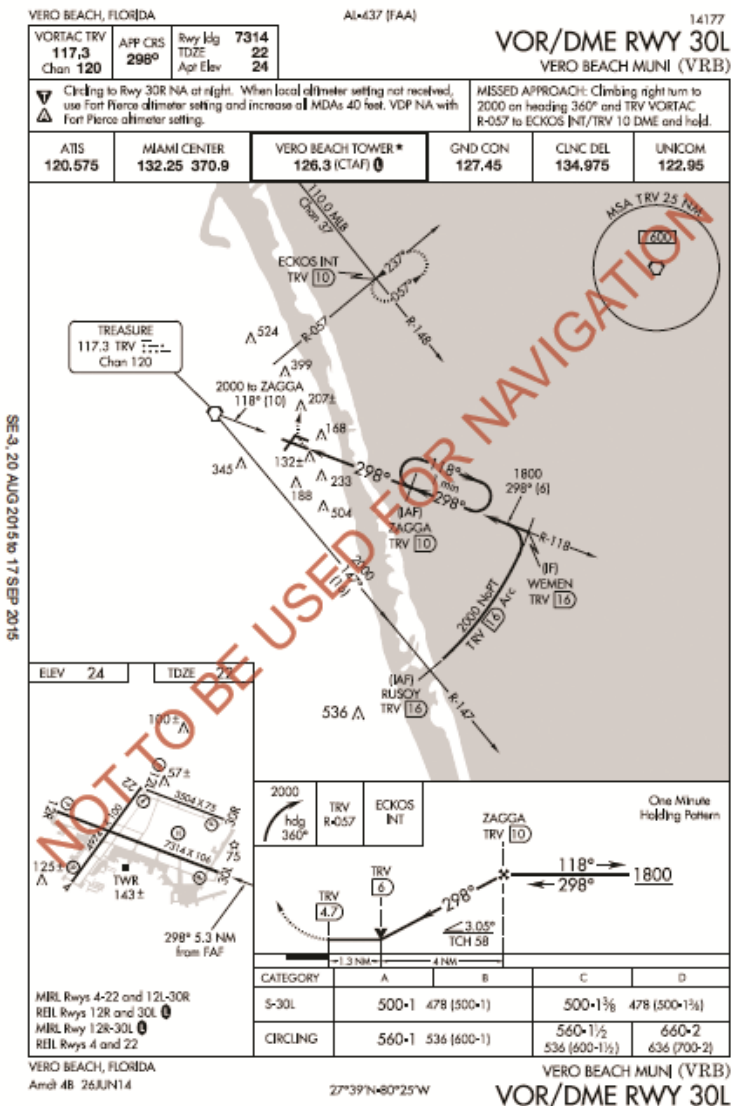 VERO BEACH, FLORIDA
AL-437 (FAA)
14177
VORTAC TRV
117.3
Chan 120
APP CRS
298°
Rwy ldg 7314
TDZE 22
Apt Elev 24
VOR/DME RWY 30L
VERO BEACH MUNI (VRB)
Circling to Rwy 30R NA at night. When local altimeter setting not received,
use Fort Pierce altimeter setting and increase all MDAs 40 feet. VDP NA with
Fort Pierce altimeter setting.
MISSED APPROACH: Climbing right turn to
2000 on heading 360° and TRV VORTAC
R-057 to ECKOS INT/TRV 10 DME and hold.
ATIS
120.575
MIAMI CENTER
132.25 370.9
VERO BEACH TOWER *
126.3 (CTAF) L
GND CON
127.45
CLNC DEL
134.975
UNICOM
122.95
110.0 MLB
Chan 37
MSA TRV 25 NM
1600
ECKOS INT
TRV 10
237°
057°
R-057
R-148
TREASURE
117.3 TRV
Chan 120
524
399
2000 to ZAGGA
118° (10)
207±
168
132±
345
233
188
504
298°
118°
min
298°
1800
298° (6)
(IAF)
ZAGGA
TRV 10
R-118
(IF)
WEMEN
TRV 16
2000
147°
(16)
2000 NoPT
TRV 16 Arc
(IAF)
RUSOY
TRV 16
R-147
536
NOT TO BE USED FOR NAVIGATION
SE-3, 20 AUG 2015 to 17 SEP 2015
ELEV 24
TDZE 22
100±
57±
12L
22
3504 X 75
30R
12R
4974 X 100
7314 X 106
75
125±
4
TWR
143±
30L
298° 5.3 NM
from FAF
MIRL Rwys 4-22 and 12L-30R
REIL Rwys 12R and 30L L
MIRL Rwy 12R-30L L
REIL Rwys 4 and 22
2000
hdg
360°
TRV
R-057
ECKOS
INT
ZAGGA
TRV 10
One Minute
Holding Pattern
118°
298°
1800
TRV
6
TRV
4.7
298°
3.05°
TCH 58
1.3 NM
4 NM
CATEGORY A B C D
S-30L 500-1 478 (500-1) 500-1⅜ 478 (500-1⅜)
CIRCLING 560-1 536 (600-1) 560-1½ 536 (600-1½) 660-2 636 (700-2)
VERO BEACH, FLORIDA
Amdt 4B 26JUN14
27°39'N-80°25'W
VERO BEACH MUNI (VRB)
VOR/DME RWY 30L